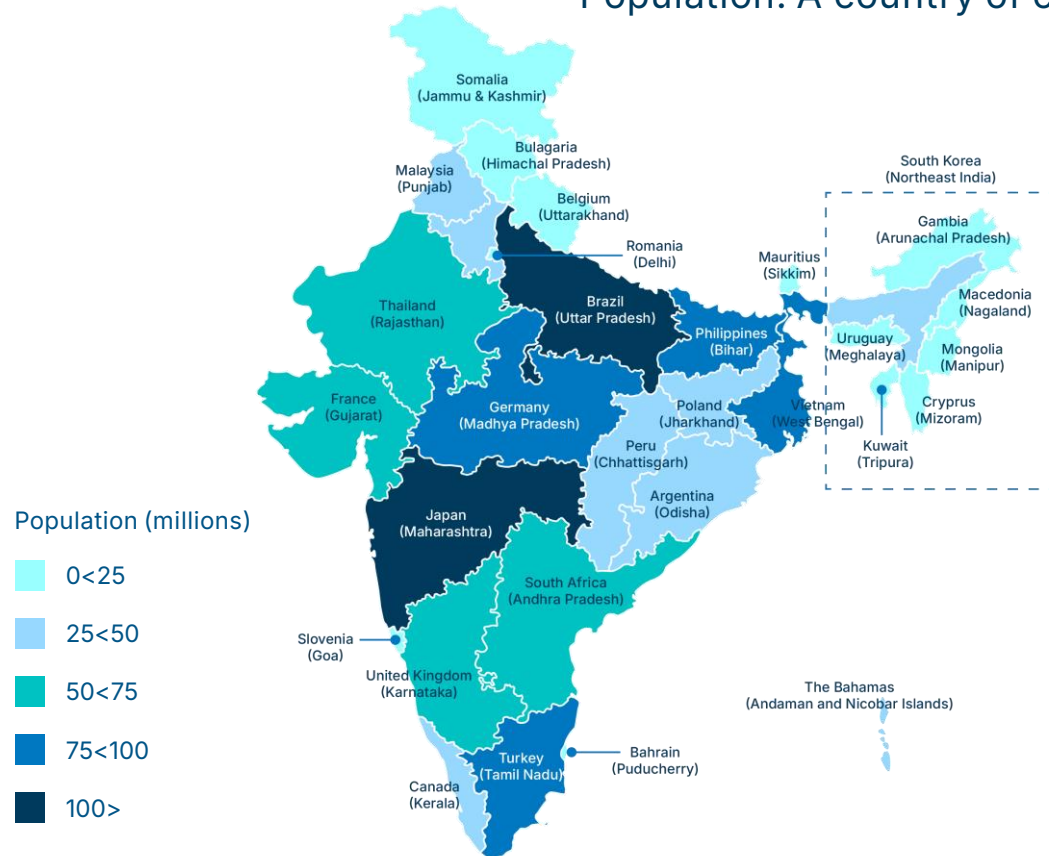 Population: A country of
Somalia
(Jammu & Kashmir)
Bulagaria
(Himachal Pradesh)
Malaysia
(Punjab)
Belgium
(Uttarakhand)
South Korea
(Northeast India)
Gambia
(Arunachal Pradesh)
Romania
(Delhi)
Mauritius
(Sikkim)
Thailand
(Rajasthan)
Brazil
(Uttar Pradesh)
Philippines
(Bihar)
Macedonia
(Nagaland)
Uruguay
(Meghalaya)
Mongolia
(Manipur)
France
(Gujarat)
Germany
(Madhya Pradesh)
Poland
(Jharkhand)
Vietnam
(West Bengal)
Cryprus
(Mizoram)
Peru
(Chhattisgarh)
Kuwait
(Tripura)
Argentina
(Odisha)
Japan
(Maharashtra)
Population (millions)
0<25
25<50
50<75
75<100
100>
South Africa
(Andhra Pradesh)
Slovenia
(Goa)
United Kingdom
(Karnataka)
The Bahamas
(Andaman and Nicobar Islands)
Turkey
(Tamil Nadu)
Bahrain
(Puducherry)
Canada
(Kerala)